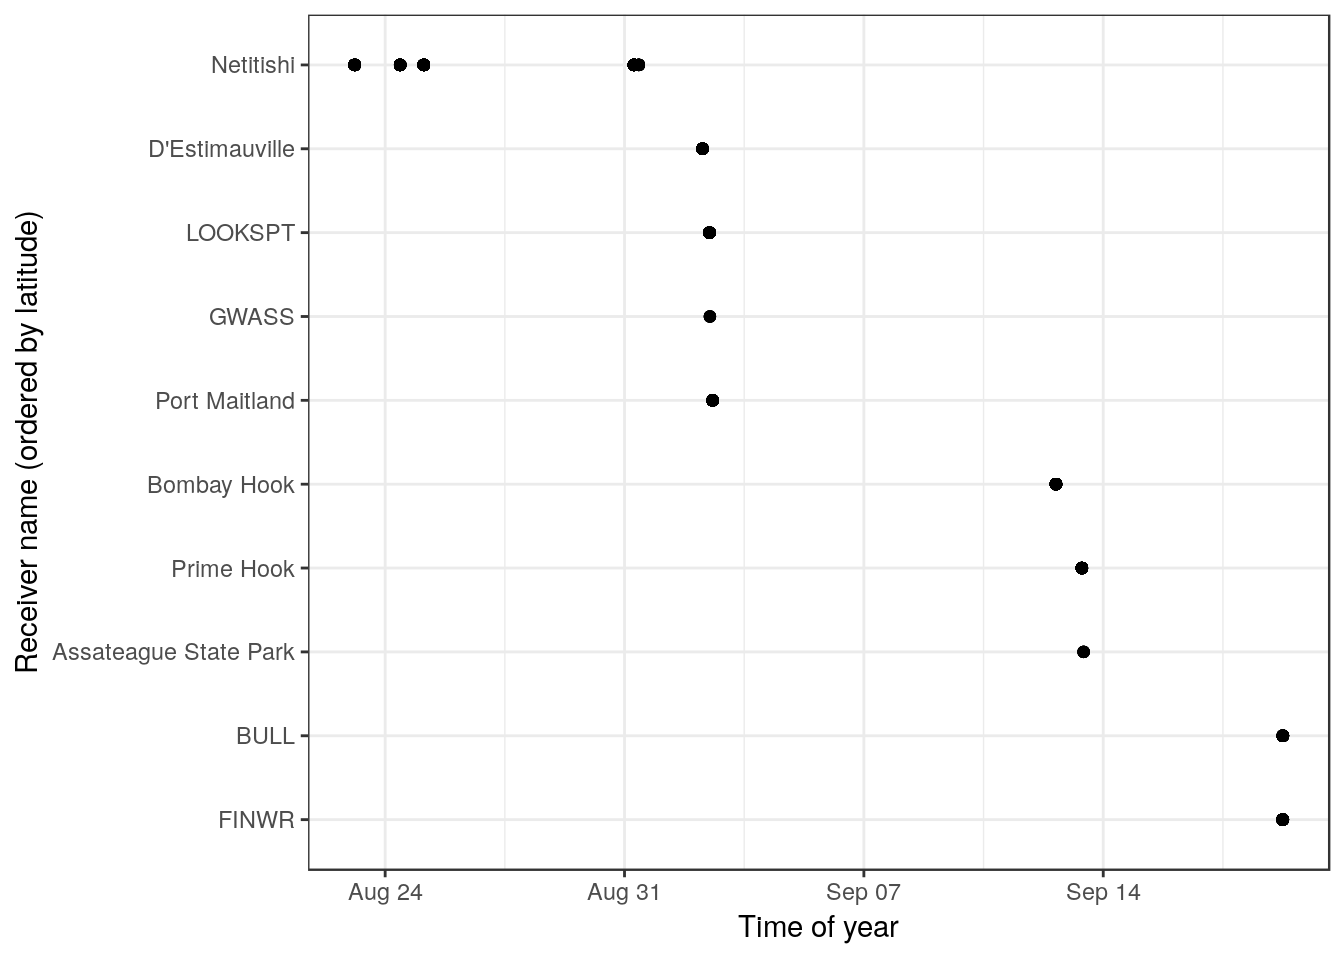 Netitishi
D'Estimauville
LOOKSPT
GWASS
Port Maitland
Bombay Hook
Prime Hook
Assateague State Park
BULL
FINWR
Receiver name (ordered by latitude)
Aug 24 Aug 31 Sep 07 Sep 14
Time of year